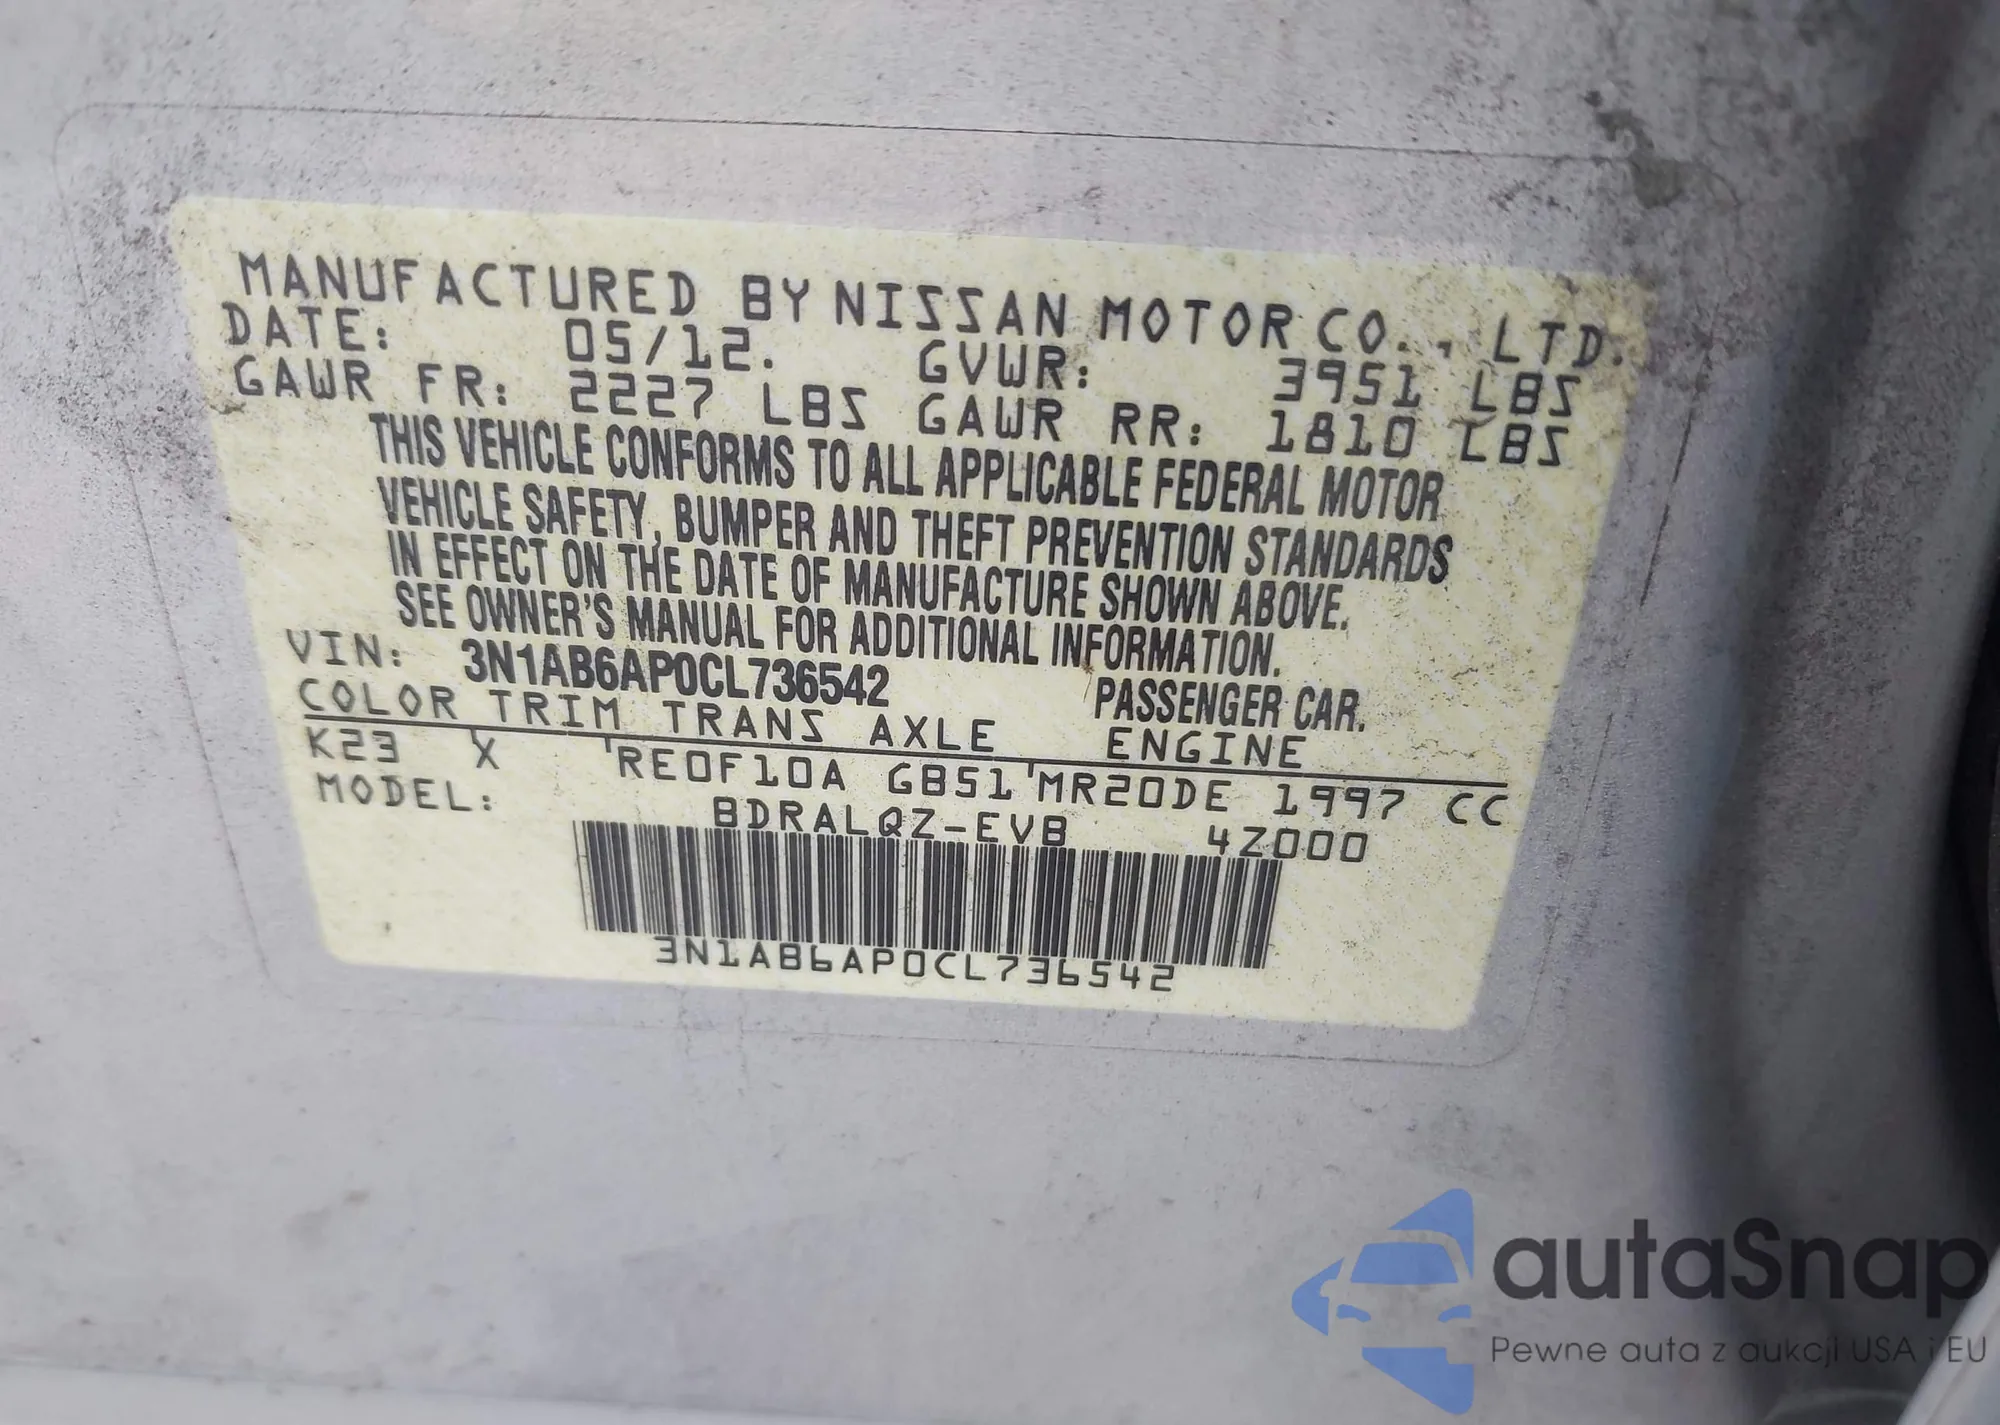 MANUFACTURED BY NISSAN MOTOR CO., LTD.
DATE: 05/12. GVWR: 3951 LBS
GAWR FR: 2227 LBS GAWR RR: 1810 LBS
THIS VEHICLE CONFORMS TO ALL APPLICABLE FEDERAL MOTOR
VEHICLE SAFETY, BUMPER AND THEFT PREVENTION STANDARDS
IN EFFECT ON THE DATE OF MANUFACTURE SHOWN ABOVE.
SEE OWNER'S MANUAL FOR ADDITIONAL INFORMATION.
VIN: 3N1AB6AP0CL736542 PASSENGER CAR.
COLOR TRIM TRANS AXLE ENGINE
K23 X RE0F10A GB51 MR20DE 1997 CC
MODEL: BDRALQZ-EVB 4Z000
3N1AB6AP0CL736542
autaSnap
Pewne auta z aukcji USA i EU